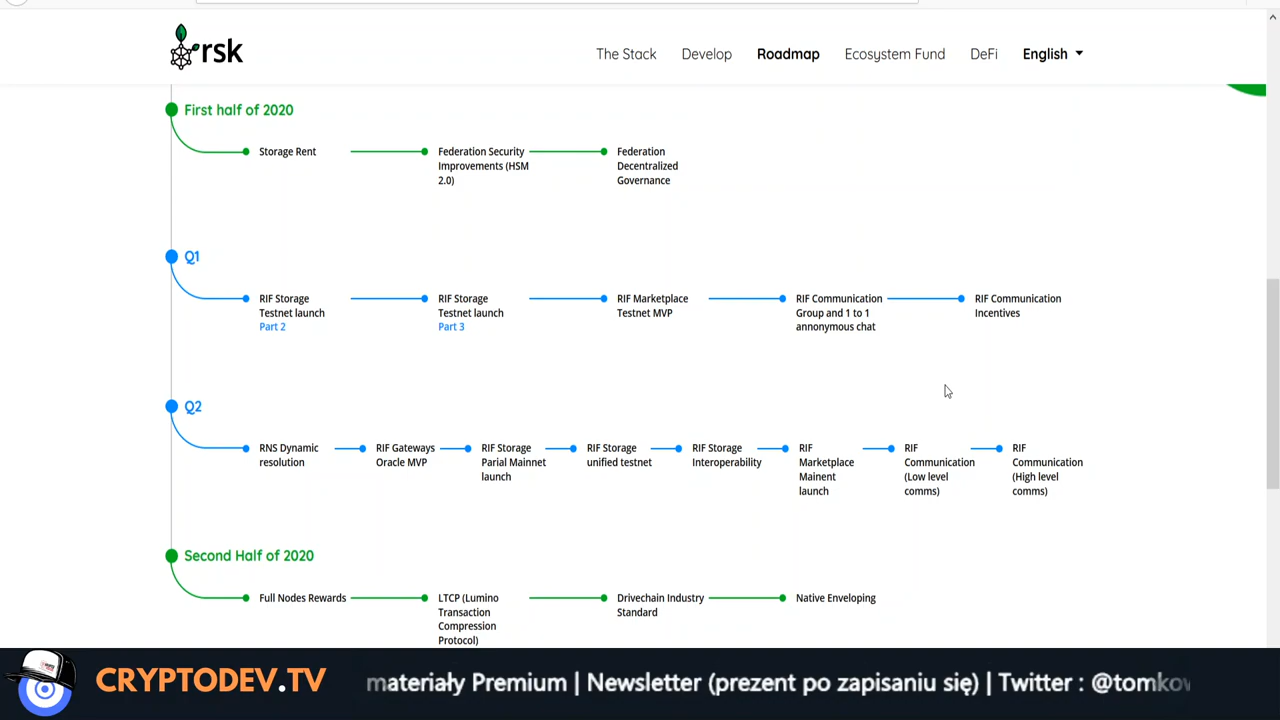 rsk
The Stack Develop Roadmap Ecosystem Fund DeFi English
First half of 2020
Storage Rent
Federation Security
Improvements (HSM
2.0)
Federation
Decentralized
Governance
Q1
RIF Storage
Testnet launch
Part 2
RIF Storage
Testnet launch
Part 3
RIF Marketplace
Testnet MVP
RIF Communication
Group and 1 to 1
annonymous chat
RIF Communication
Incentives
Q2
RNS Dynamic
resolution
RIF Gateways
Oracle MVP
RIF Storage
Parial Mainnet
launch
RIF Storage
unified testnet
RIF Storage
Interoperability
RIF
Marketplace
Mainent
launch
RIF
Communication
(Low level
comms)
RIF
Communication
(High level
comms)
Second Half of 2020
Full Nodes Rewards
LTCP (Lumino
Transaction
Compression
Protocol)
Drivechain Industry
Standard
Native Enveloping
CRYPTODEV.TV
materiały Premium | Newsletter (prezent po zapisaniu się) | Twitter : @tomkow